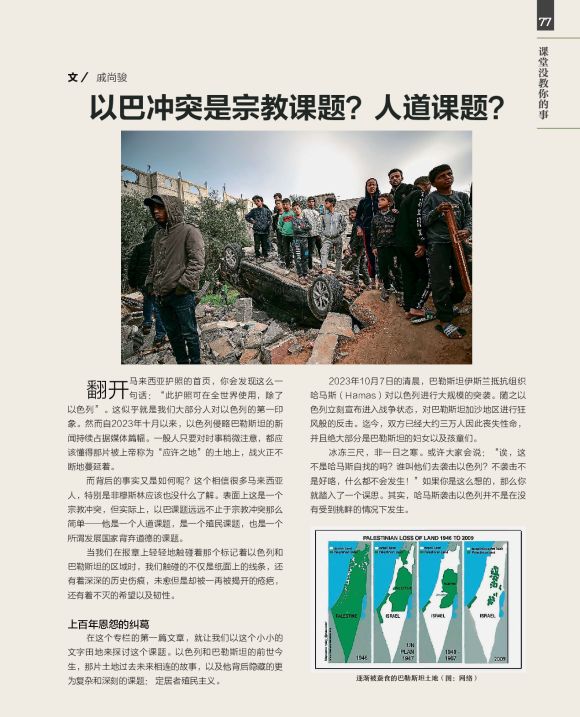 77
课堂没教你的事
文／ 戚尚骏
以巴冲突是宗教课题？人道课题？
翻开马来西亚护照的首页，你会发现这么一
句话：“此护照可在全世界使用，除了
以色列”。这似乎就是我们大部分人对以色列的第一印
象。然而自2023年十月以来，以色列侵略巴勒斯坦的新
闻持续占据媒体篇幅。一般人只要对时事稍微注意，都应
该懂得那片被上帝称为“应许之地”的土地上，战火正不
断地蔓延着。
而背后的事实又是如何呢？这个相信很多马来西亚
人，特别是非穆斯林应该也没什么了解。表面上这是一个
宗教冲突，但实际上，以巴课题远远不止于宗教冲突那么
简单——他是一个人道课题，是一个殖民课题，也是一个
所谓发展国家背弃道德的课题。
当我们在报章上轻轻地触碰着那个标记着以色列和
巴勒斯坦的区域时，我们触碰的不仅是纸面上的线条，还
有着深深的历史伤痕，未愈但是却被一再被揭开的疮疤，
还有着不灭的希望以及韧性。
上百年恩怨的纠葛
在这个专栏的第一篇文章，就让我们以这个小小的
文字田地来探讨这个课题。以色列和巴勒斯坦的前世今
生，那片土地过去未来相连的故事，以及他背后隐藏的更
为复杂和深刻的课题：定居者殖民主义。
2023年10月7日的清晨，巴勒斯坦伊斯兰抵抗组织
哈马斯（Hamas）对以色列进行大规模的突袭。随之以
色列立刻宣布进入战争状态，对巴勒斯坦加沙地区进行狂
风般的反击。迄今，双方已经大约三万人因此丧失性命，
并且绝大部分是巴勒斯坦的妇女以及孩童们。
冰冻三尺，非一日之寒。或许大家会说：“诶，这
不是哈马斯自找的吗？谁叫他们去袭击以色列？不袭击不
是好咯，什么都不会发生！”如果你是这么想的，那么你
就踏入了一个误思。其实，哈马斯袭击以色列并不是在没
有受到挑衅的情况下发生。
PALESTINIAN LOSS OF LAND 1946 TO 2009
PALESTINE
1946
ISRAEL
UN
PLAN
1947
ISRAEL
1949 -
1967
ISRAEL
2009
逐渐被蚕食的巴勒斯坦土地（图：网络）